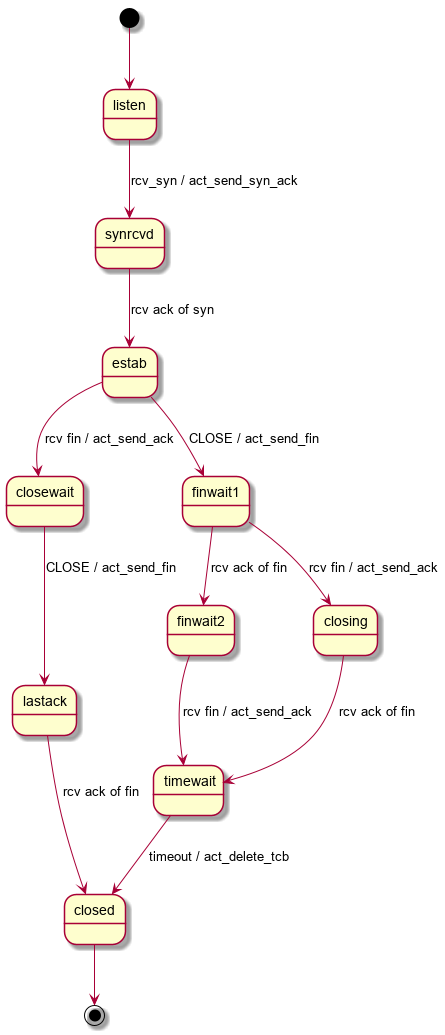 listen
rcv_syn / act_send_syn_ack
synrcvd
rcv ack of syn
estab
rcv fin / act_send_ack
CLOSE / act_send_fin
closewait
finwait1
CLOSE / act_send_fin
rcv ack of fin
rcv fin / act_send_ack
finwait2
closing
lastack
rcv fin / act_send_ack
rcv ack of fin
timewait
rcv ack of fin
timeout / act_delete_tcb
closed